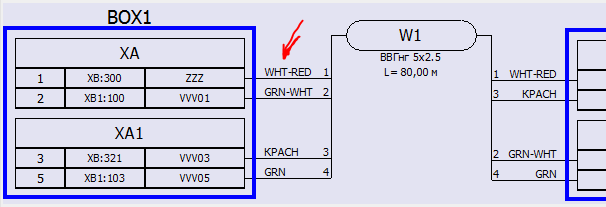 BOX1
XA
1 XB:300 ZZZ
2 XB1:100 VVV01
XA1
3 XB:321 VVV03
5 XB1:103 VVV05
WHT-RED 1
GRN-WHT 2
КРАСН 3
GRN 4
W1
ВВГнг 5x2.5
L= 80,00 м
1 WHT-RED
3 КРАСН
2 GRN-WHT
4 GRN